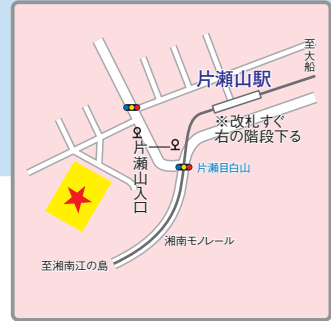 至大船
片瀬山駅
※改札すぐ
右の階段下る
片瀬山入口
片瀬目白山
湘南モノレール
至湘南江の島